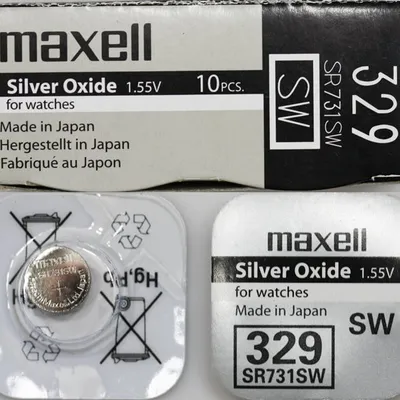 maxell
Silver Oxide 1.55V 10PCS.
for watches
Made in Japan
Hergestellt in Japan
Fabriqué au Japon
SW
SR731SW
329
Hg,Pb
maxell
Silver Oxide 1.55V
for watches
Made in Japan
SW
329
SR731SW